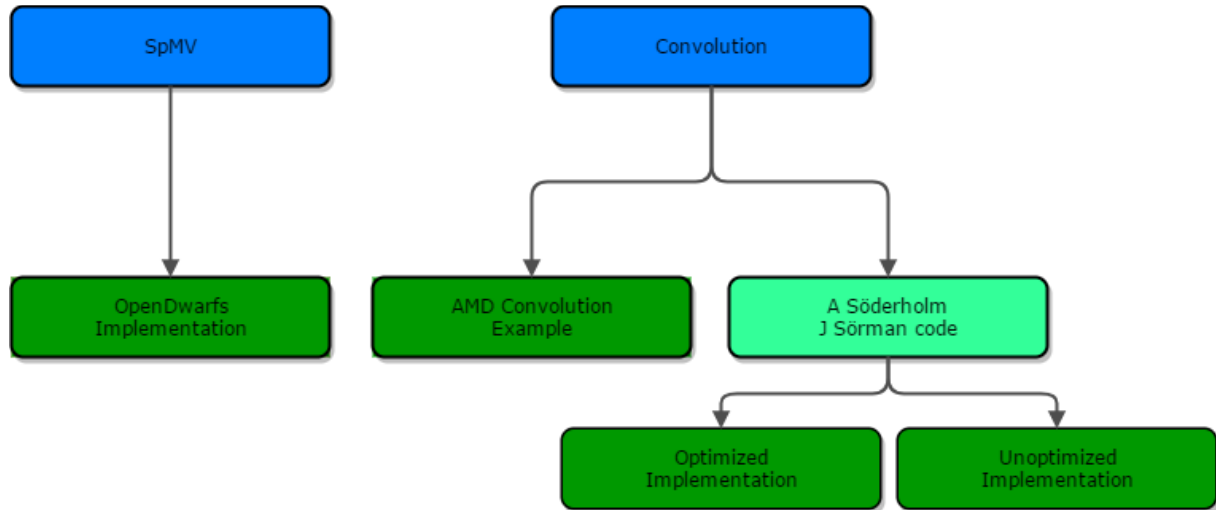 SpMV
Convolution
OpenDwarfs
Implementation
AMD Convolution
Example
A Söderholm
J Sörman code
Optimized
Implementation
Unoptimized
Implementation